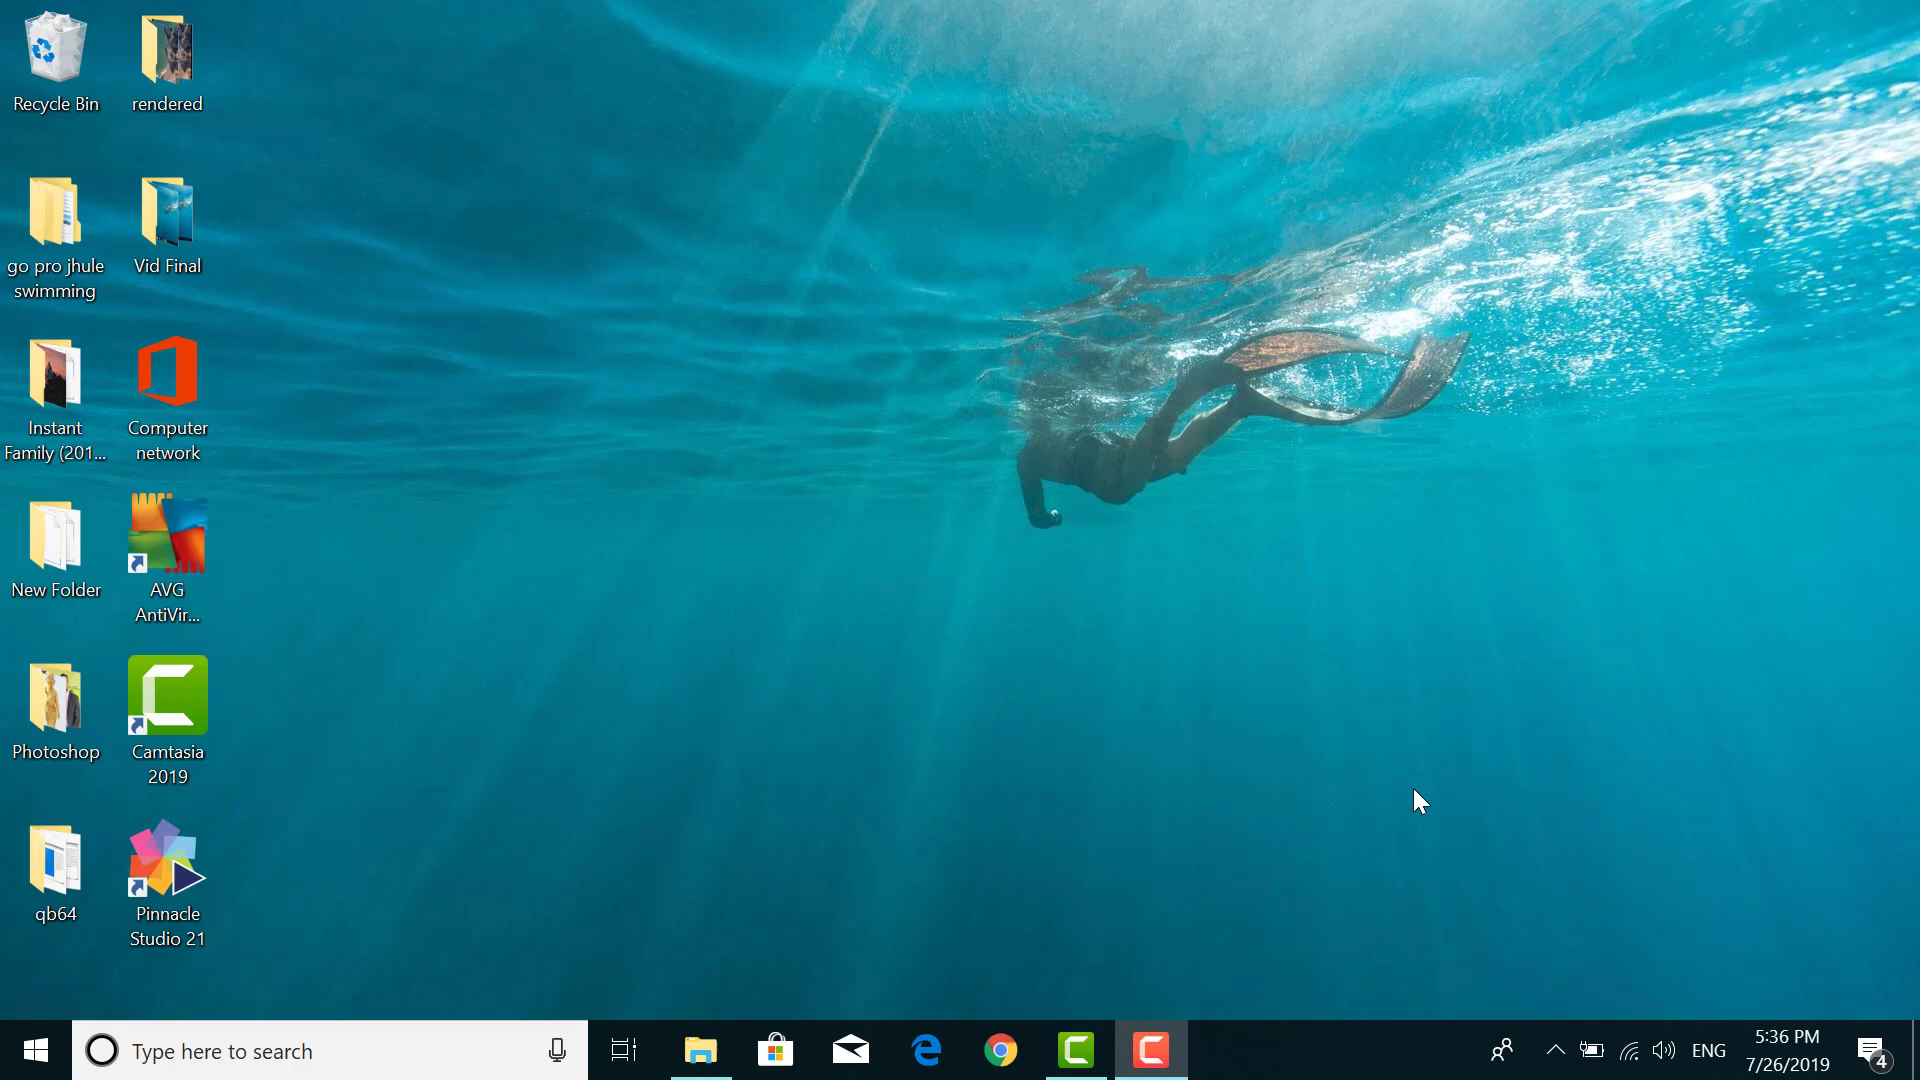 Recycle Bin
rendered
go pro jhule
swimming
Vid Final
Instant
Family (201...
Computer
network
New Folder
AVG
AntiVir...
Photoshop
Camtasia
2019
qb64
Pinnacle
Studio 21
Type here to search
ENG
5:36 PM
7/26/2019
4